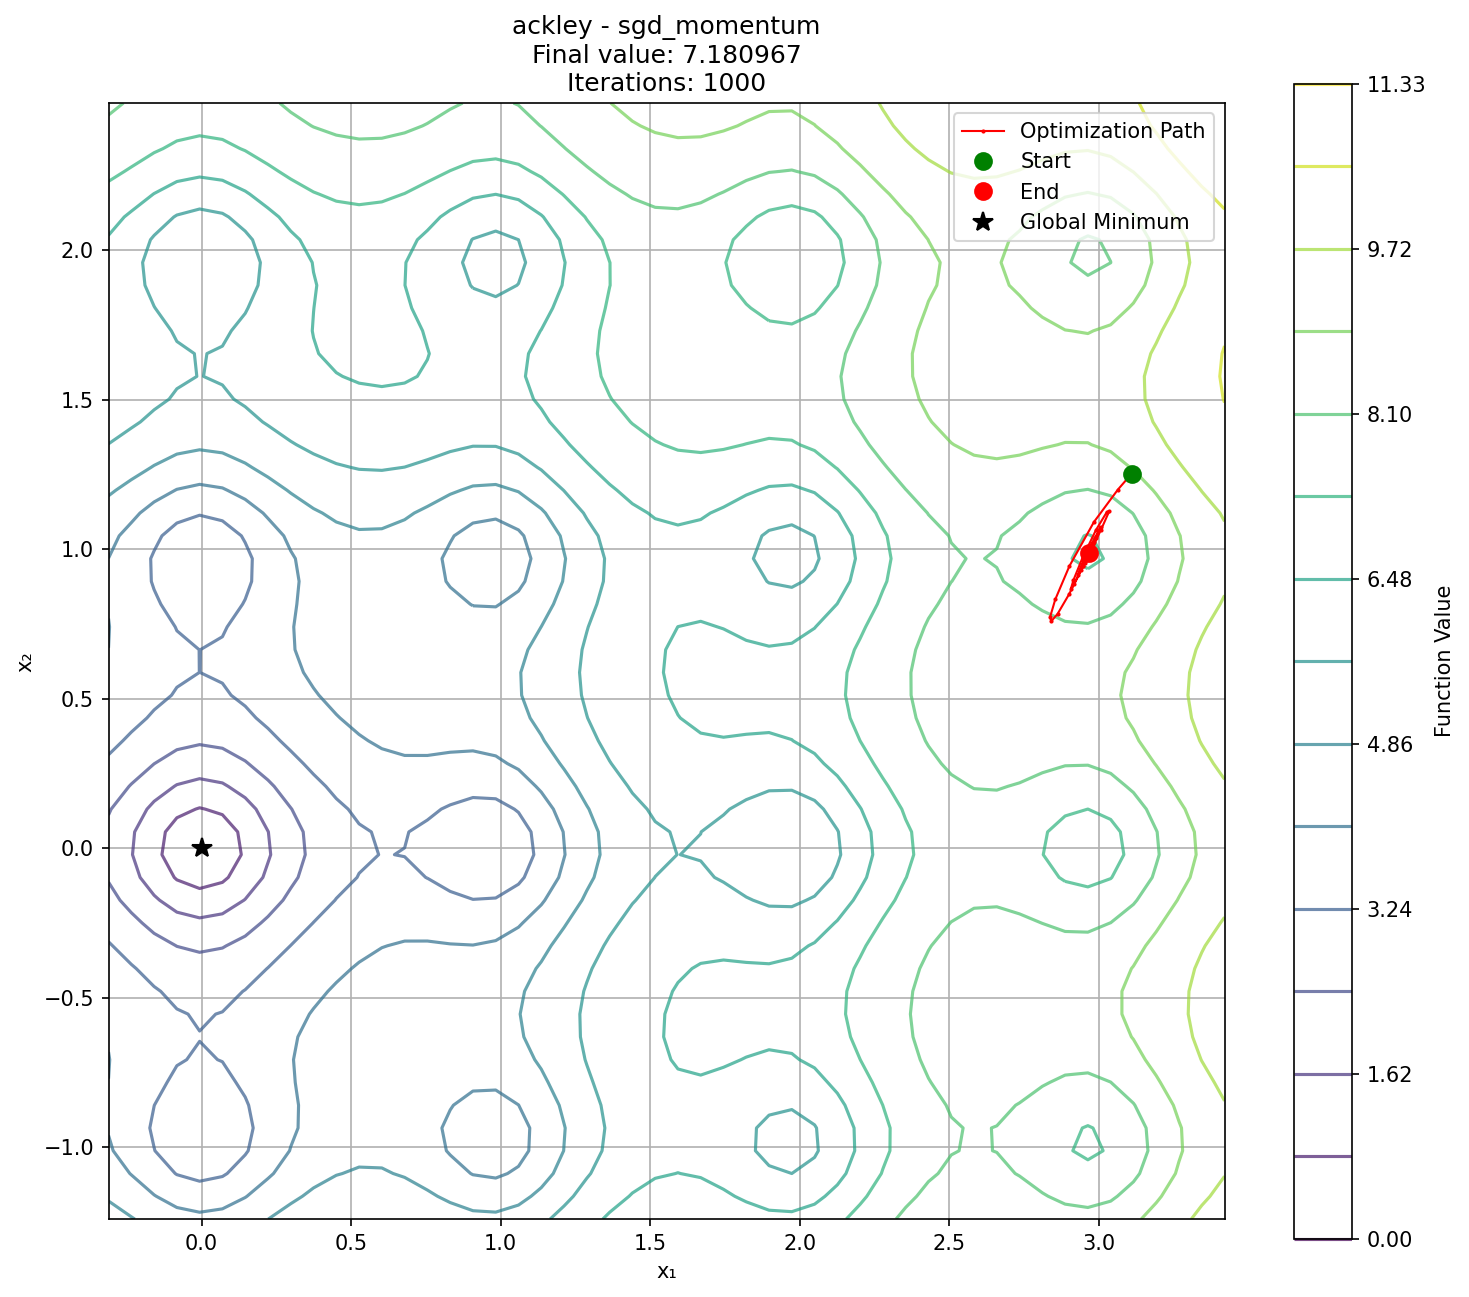 ackley - sgd_momentum
Final value: 7.180967
Iterations: 1000
Optimization Path
Start
End
Global Minimum
2.0
1.5
1.0
0.5
0.0
−0.5
−1.0
x₂
0.0
0.5
1.0
1.5
2.0
2.5
3.0
x₁
11.33
9.72
8.10
6.48
4.86
3.24
1.62
0.00
Function Value